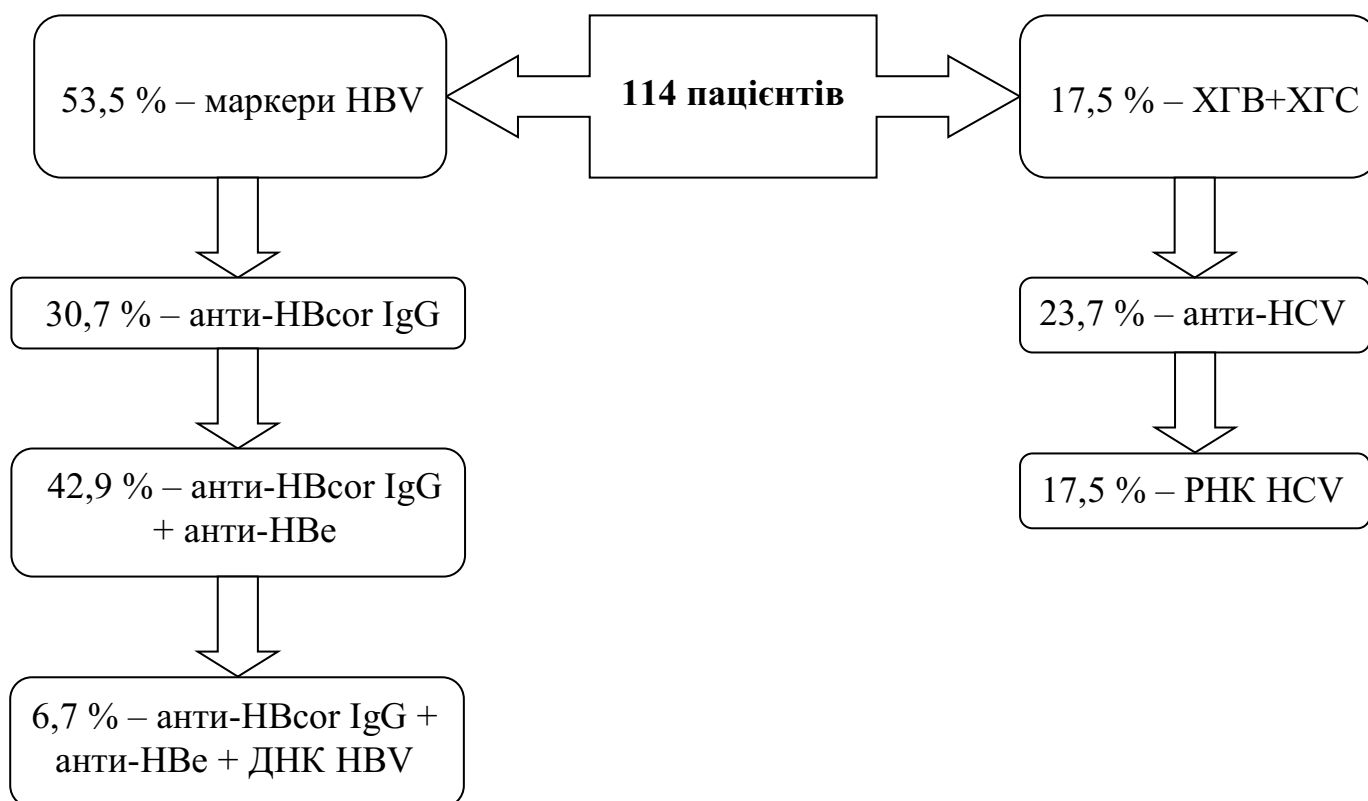 53,5 % – маркери HBV
114 пацієнтів
17,5 % – ХГВ+ХГС
30,7 % – анти-HBcor IgG
23,7 % – анти-HCV
42,9 % – анти-HBcor IgG
+ анти-HBe
17,5 % – РНК HCV
6,7 % – анти-HBcor IgG +
анти-HBe + ДНК HBV